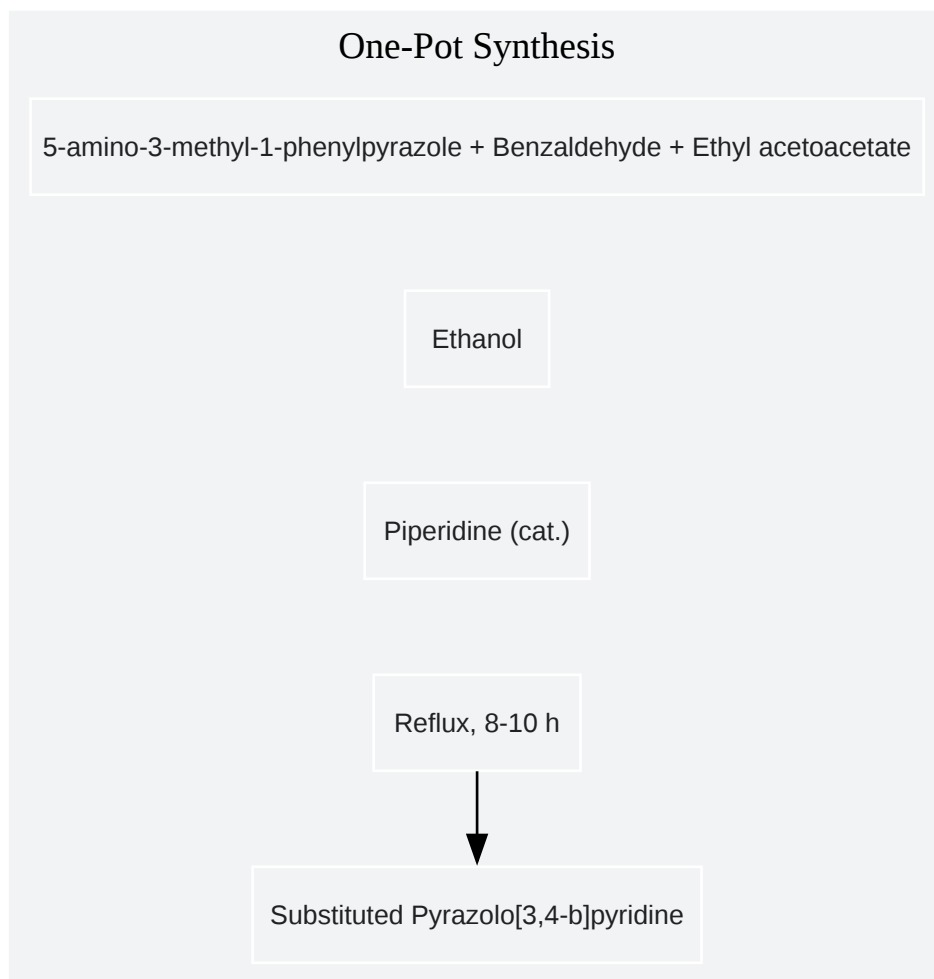 One-Pot Synthesis
5-amino-3-methyl-1-phenylpyrazole + Benzaldehyde + Ethyl acetoacetate
Ethanol
Piperidine (cat.)
Reflux, 8-10 h
Substituted Pyrazolo[3,4-b]pyridine